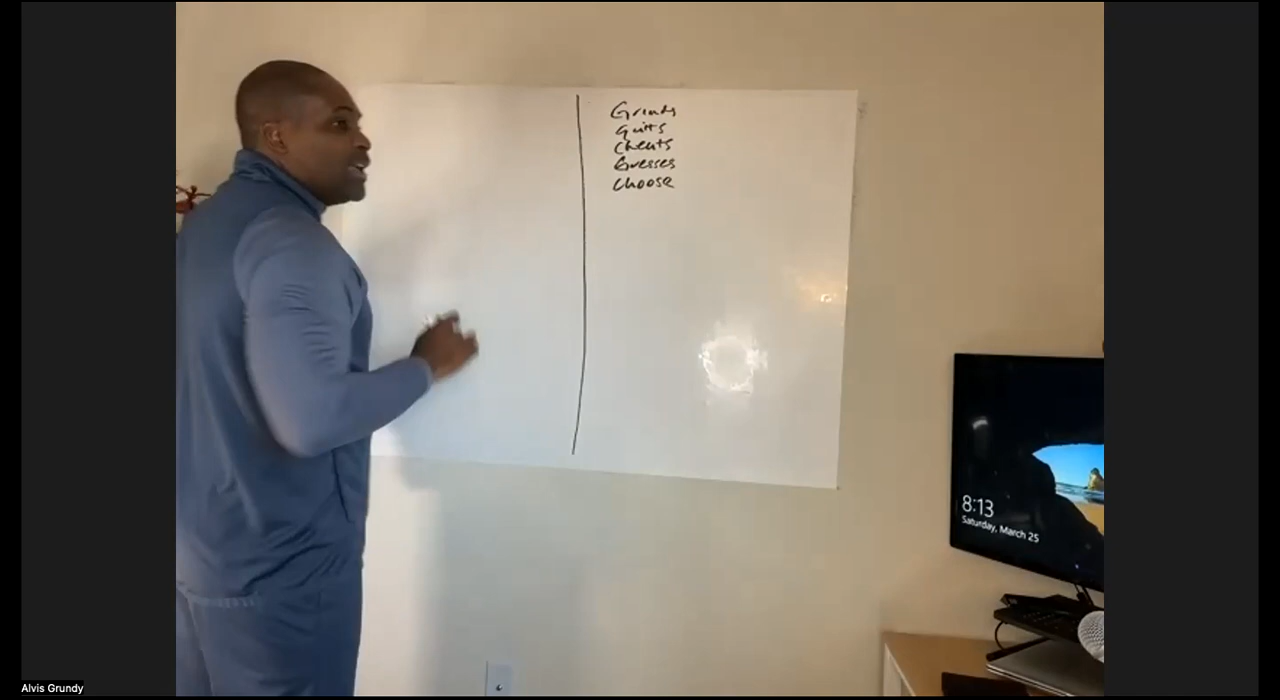 Grinds
Quits
Cheats
Guesses
Choose
8:13
Saturday, March 25
Alvis Grundy